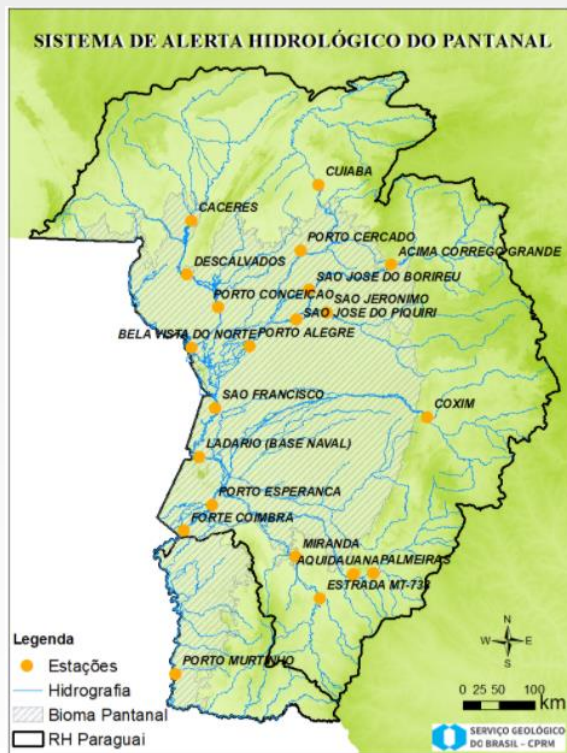 SISTEMA DE ALERTA HIDROLÓGICO DO PANTANAL
CUIABA
CACERES
PORTO CERCADO
ACIMA CORREGO GRANDE
DESCALVADOS
SAO JOSE DO BORIREU
PORTO CONCEICAO
SAO JERONIMO
SAO JOSE DO PIQUIRI
BELA VISTA DO NORTE
PORTO ALEGRE
SAO FRANCISCO
COXIM
LADARIO (BASE NAVAL)
PORTO ESPERANCA
FORTE COIMBRA
MIRANDA
AQUIDAUANA
PALMEIRAS
ESTRADA MT-738
PORTO MURTINHO
Legenda
Estações
Hidrografia
Bioma Pantanal
RH Paraguai
N
W
E
S
0 25 50 100
km
SERVIÇO GEOLÓGICO
DO BRASIL - CPRM